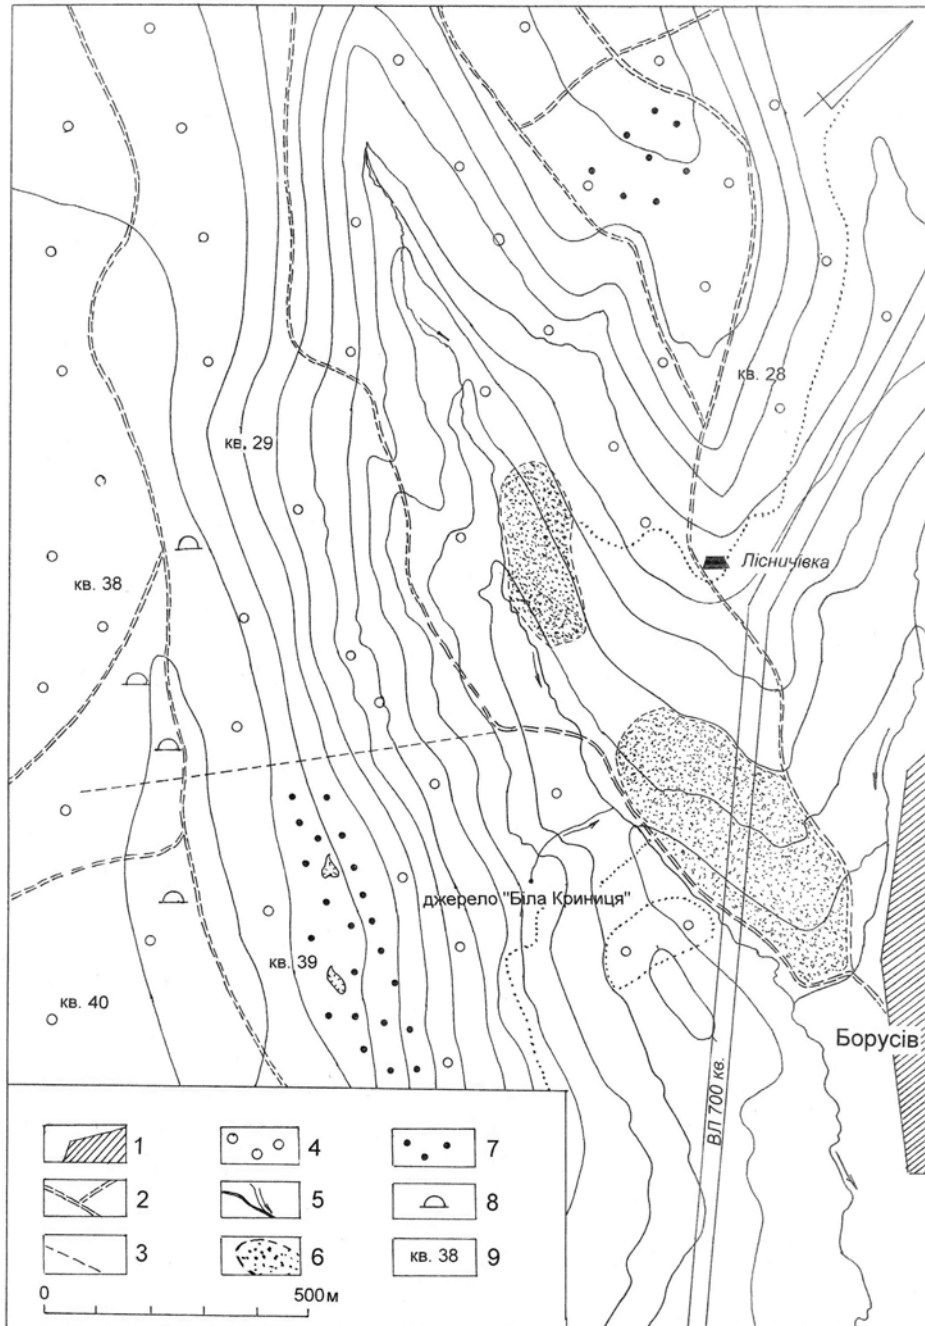 кв. 28
кв. 29
Лісничівка
кв. 38
джерело "Біла Криниця"
кв. 39
кв. 40
Борусів
ВЛ 700 кв.
1
4
7
2
5
8
3
6
кв. 38
9
0
500м